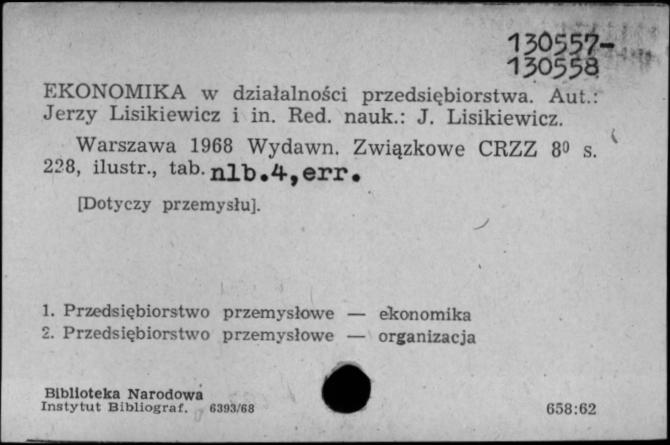 130557-
130558
EKONOMIKA w działalności przedsiębiorstwa. Aut.:
Jerzy Lisikiewicz i in. Red. nauk.: J. Lisikiewicz.
Warszawa 1968 Wydawn. Związkowe CRZZ 8⁰ s.
228, ilustr., tab. nlb.4,err.
[Dotyczy przemysłu].
1. Przedsiębiorstwo przemysłowe — ekonomika
2. Przedsiębiorstwo przemysłowe — organizacja
Biblioteka Narodowa
Instytut Bibliograf. 6393/68
658:62